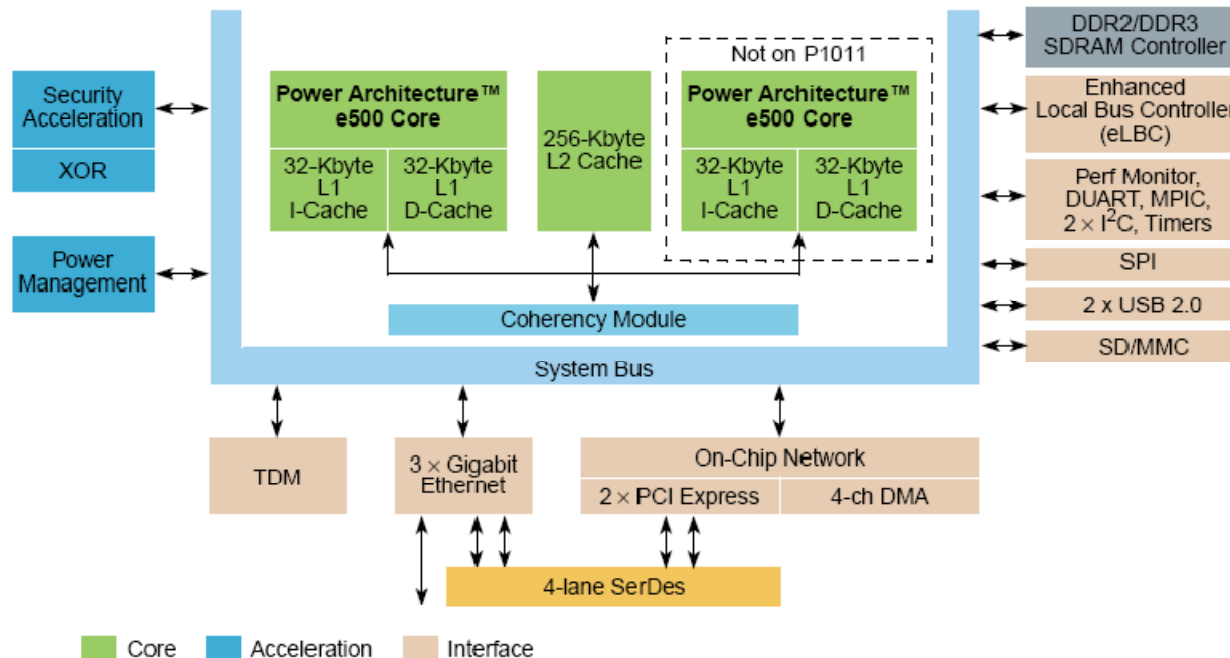 DDR2/DDR3
SDRAM Controller
Not on P1011
Security
Acceleration
XOR
Power Architecture™
e500 Core
32-Kbyte
L1
I-Cache
32-Kbyte
L1
D-Cache
256-Kbyte
L2 Cache
Power Architecture™
e500 Core
32-Kbyte
L1
I-Cache
32-Kbyte
L1
D-Cache
Enhanced
Local Bus Controller
(eLBC)
Perf Monitor,
DUART, MPIC,
2 × I²C, Timers
Power
Management
SPI
2 x USB 2.0
SD/MMC
Coherency Module
System Bus
TDM
3 × Gigabit
Ethernet
On-Chip Network
2 × PCI Express
4-ch DMA
4-lane SerDes
Core
Acceleration
Interface